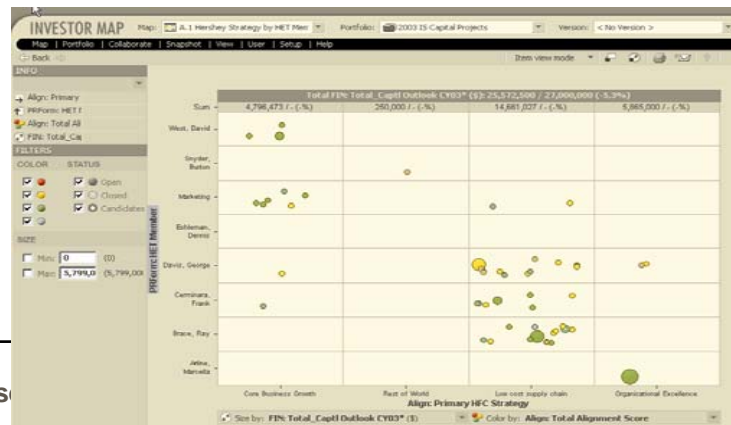 INVESTOR MAP Map: A.1 Hershey Strategy by HET Mem Portfolio: 2003 IS Capital Projects Version: < No Version >
Map | Portfolio | Collaborate | Snapshot | View | User | Setup | Help
Back Item view mode
INFO
Align: Primary
PRForm: HET
Align: Total Ali
FIN: Total_Cap
FILTERS
COLOR STATUS
Open
Closed
Candidates
SIZE
Min: 0 (0)
Max: 5,799,0 (5,799,00
Total FIN: Total_Captl Outlook CY03* ($): 25,572,500 / 27,000,000 (-5.3%)
Sum 4,796,473 / - (-%) 250,000 / - (-%) 14,661,027 / - (-%) 5,865,000 / - (-%)
PRForm: HET Member
West, David
Snyder, Burton
Marketing
Eshleman, Dennis
Davis, George
Cerminara, Frank
Brace, Ray
Arline, Marcella
Core Business Growth Rest of World Low cost supply chain Organizational Excellence
Align: Primary HFC Strategy
Size by: FIN: Total_Captl Outlook CY03* ($) Color by: Align: Total Alignment Score